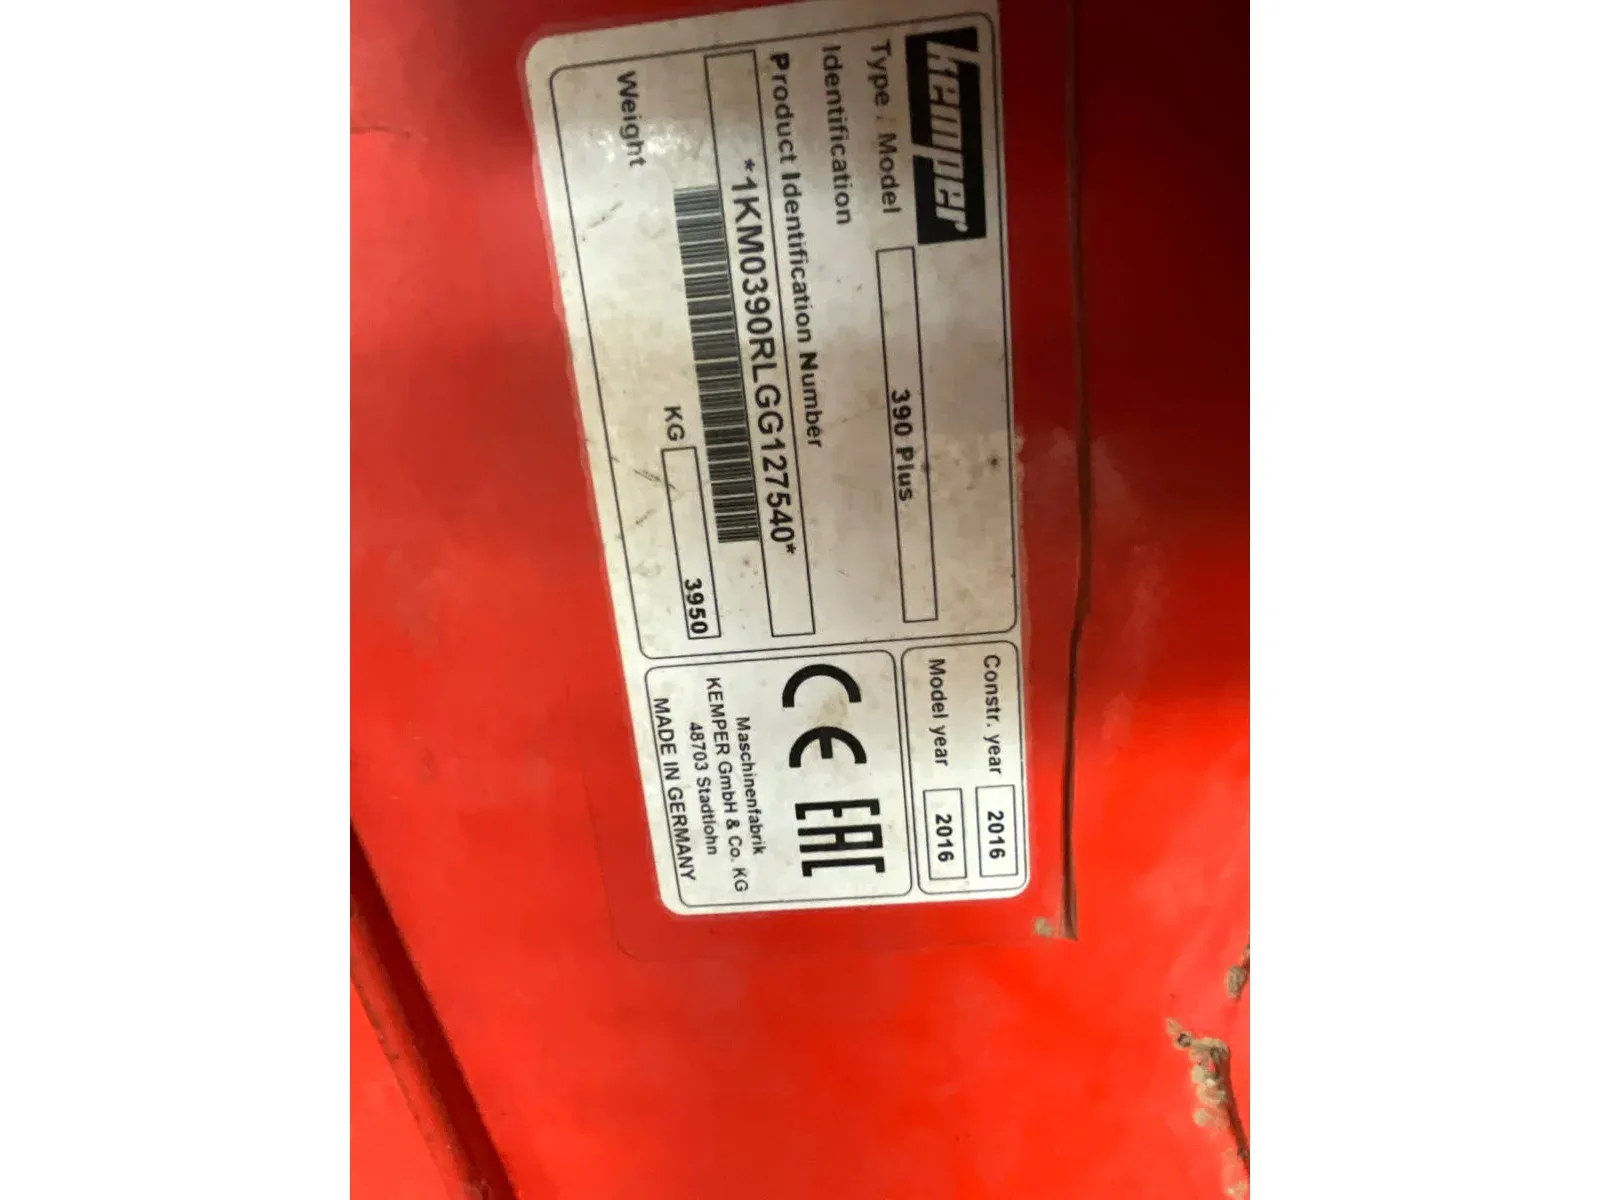 kemper
Type : Model 390 Plus
Identification
Product Identification Number
*1KM0390RLGG127540*
Weight KG 3950
Constr. year 2016
Model year 2016
CE EAC
Maschinenfabrik
KEMPER GmbH & Co. KG
48703 Stadtlohn
MADE IN GERMANY